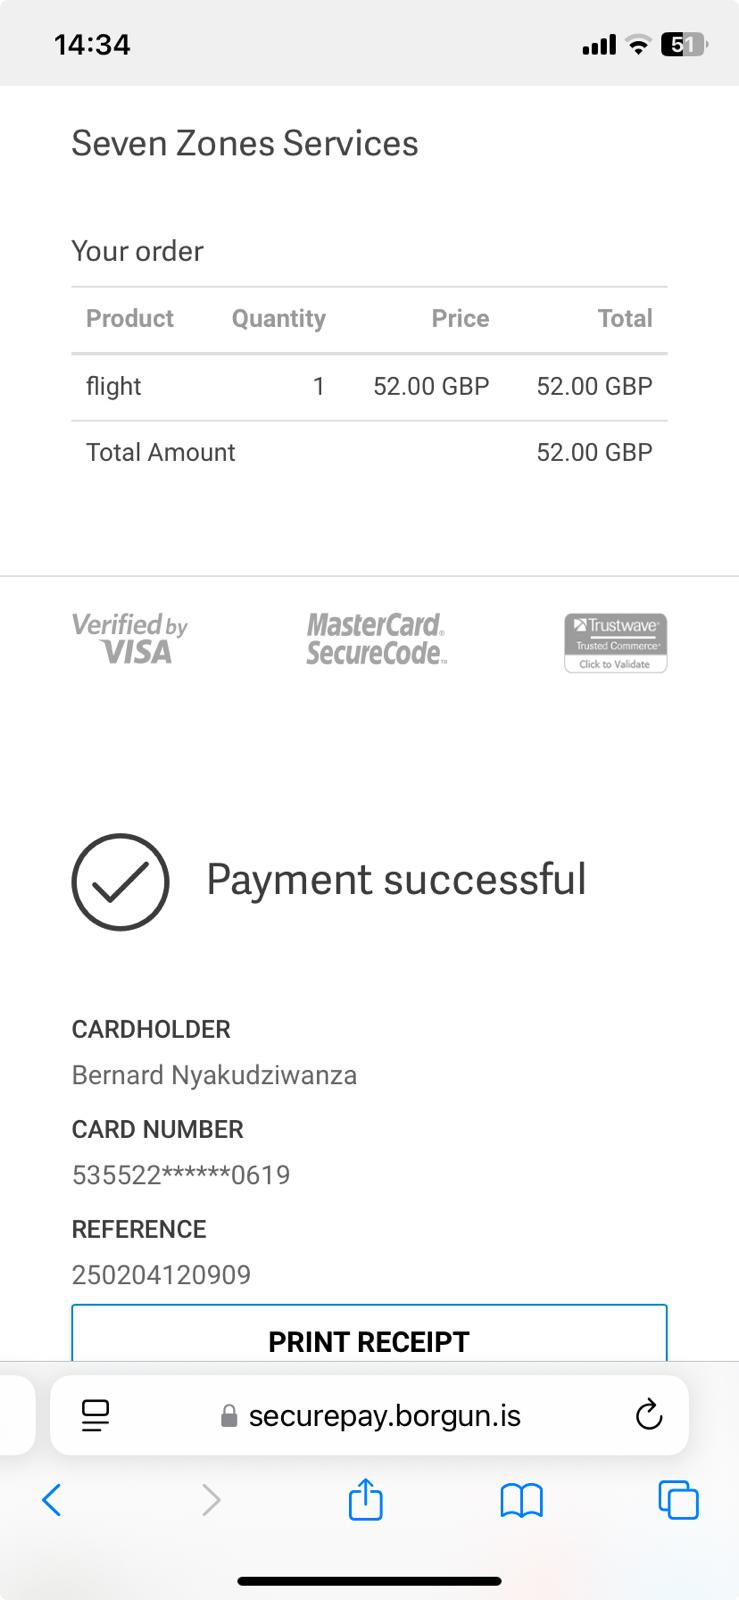 14:34
51
Seven Zones Services
Your order
Product Quantity Price Total
flight 1 52.00 GBP 52.00 GBP
Total Amount 52.00 GBP
Verified by
VISA
MasterCard®
SecureCode™
Trustwave®
Trusted Commerce®
Click to Validate
Payment successful
CARDHOLDER
Bernard Nyakudziwanza
CARD NUMBER
535522******0619
REFERENCE
250204120909
PRINT RECEIPT
securepay.borgun.is